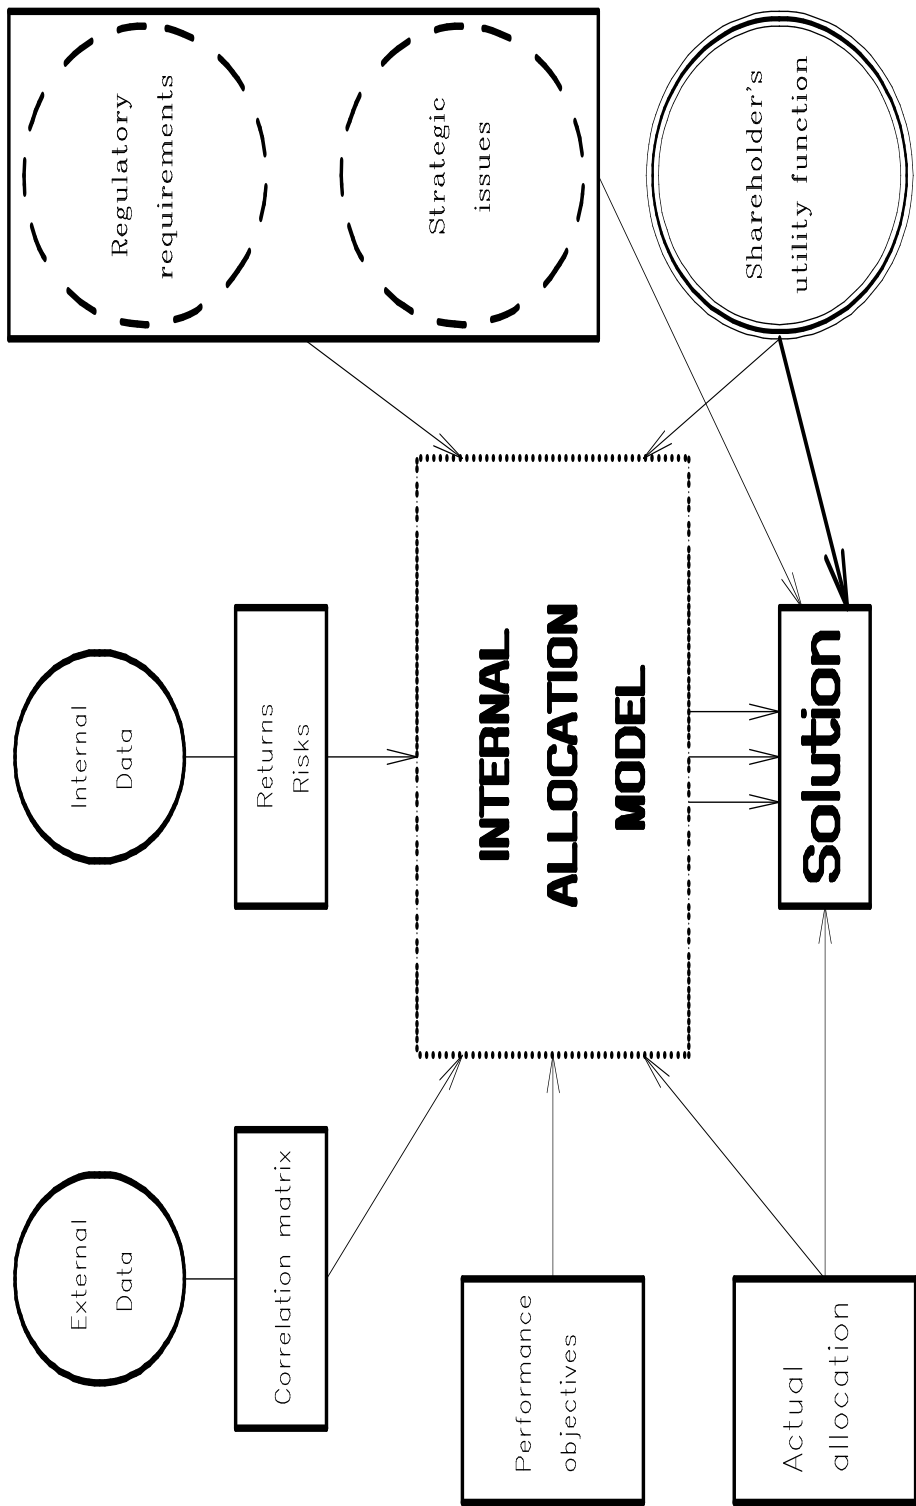 External
Data
Internal
Data
Regulatory
requirements
Correlation matrix
Returns
Risks
Strategic
issues
Performance
objectives
INTERNAL
ALLOCATION
MODEL
Actual
allocation
Solution
Shareholder's
utility function